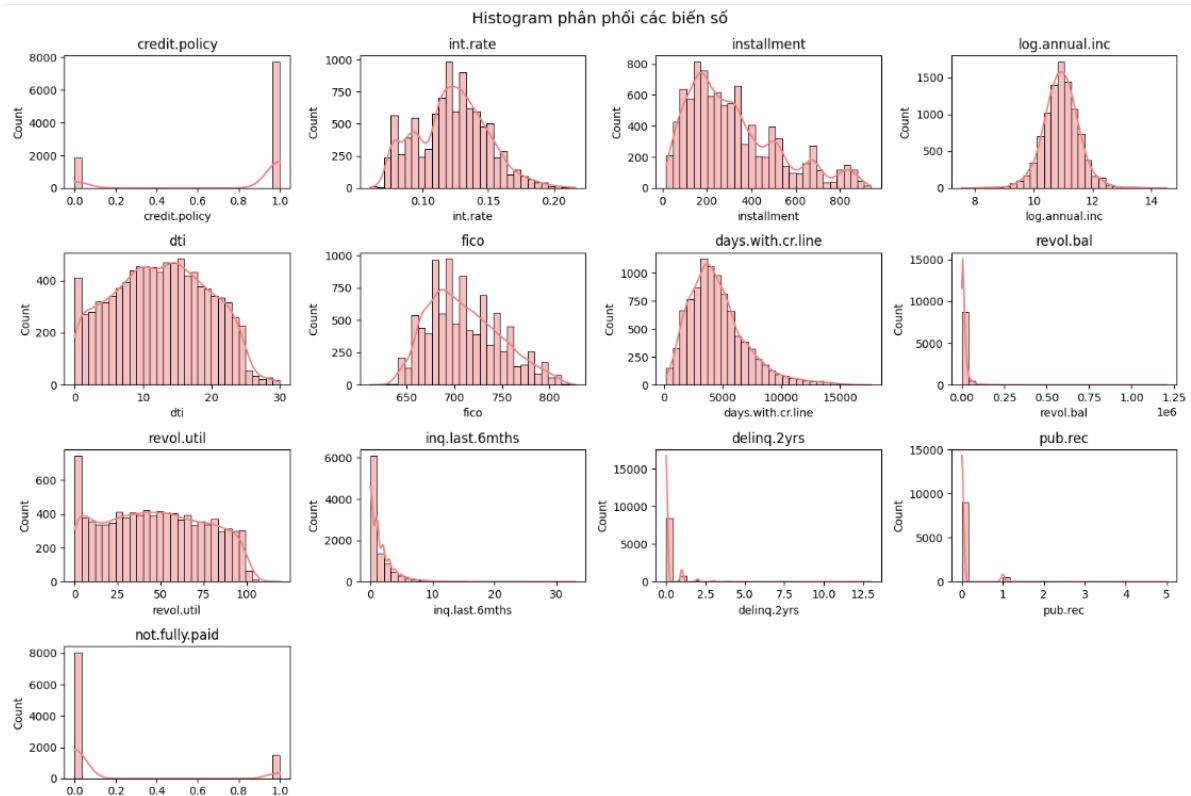 Histogram phân phối các biến số
credit.policy
int.rate
installment
log.annual.inc
8000
6000
4000
2000
0
Count
0.0 0.2 0.4 0.6 0.8 1.0
credit.policy
1000
750
500
250
0
Count
0.10 0.15 0.20
int.rate
800
600
400
200
0
Count
0 200 400 600 800
installment
1500
1000
500
0
Count
8 10 12 14
log.annual.inc
dti
fico
days.with.cr.line
revol.bal
400
200
0
Count
0 10 20 30
dti
1000
750
500
250
0
Count
650 700 750 800
fico
1000
750
500
250
0
Count
0 5000 10000 15000
days.with.cr.line
15000
10000
5000
0
Count
0.00 0.25 0.50 0.75 1.00 1.25
1e6
revol.bal
revol.util
inq.last.6mths
delinq.2yrs
pub.rec
600
400
200
0
Count
0 25 50 75 100
revol.util
6000
4000
2000
0
Count
0 10 20 30
inq.last.6mths
15000
10000
5000
0
Count
0.0 2.5 5.0 7.5 10.0 12.5
delinq.2yrs
15000
10000
5000
0
Count
0 1 2 3 4 5
pub.rec
not.fully.paid
8000
6000
4000
2000
0
Count
0.0 0.2 0.4 0.6 0.8 1.0